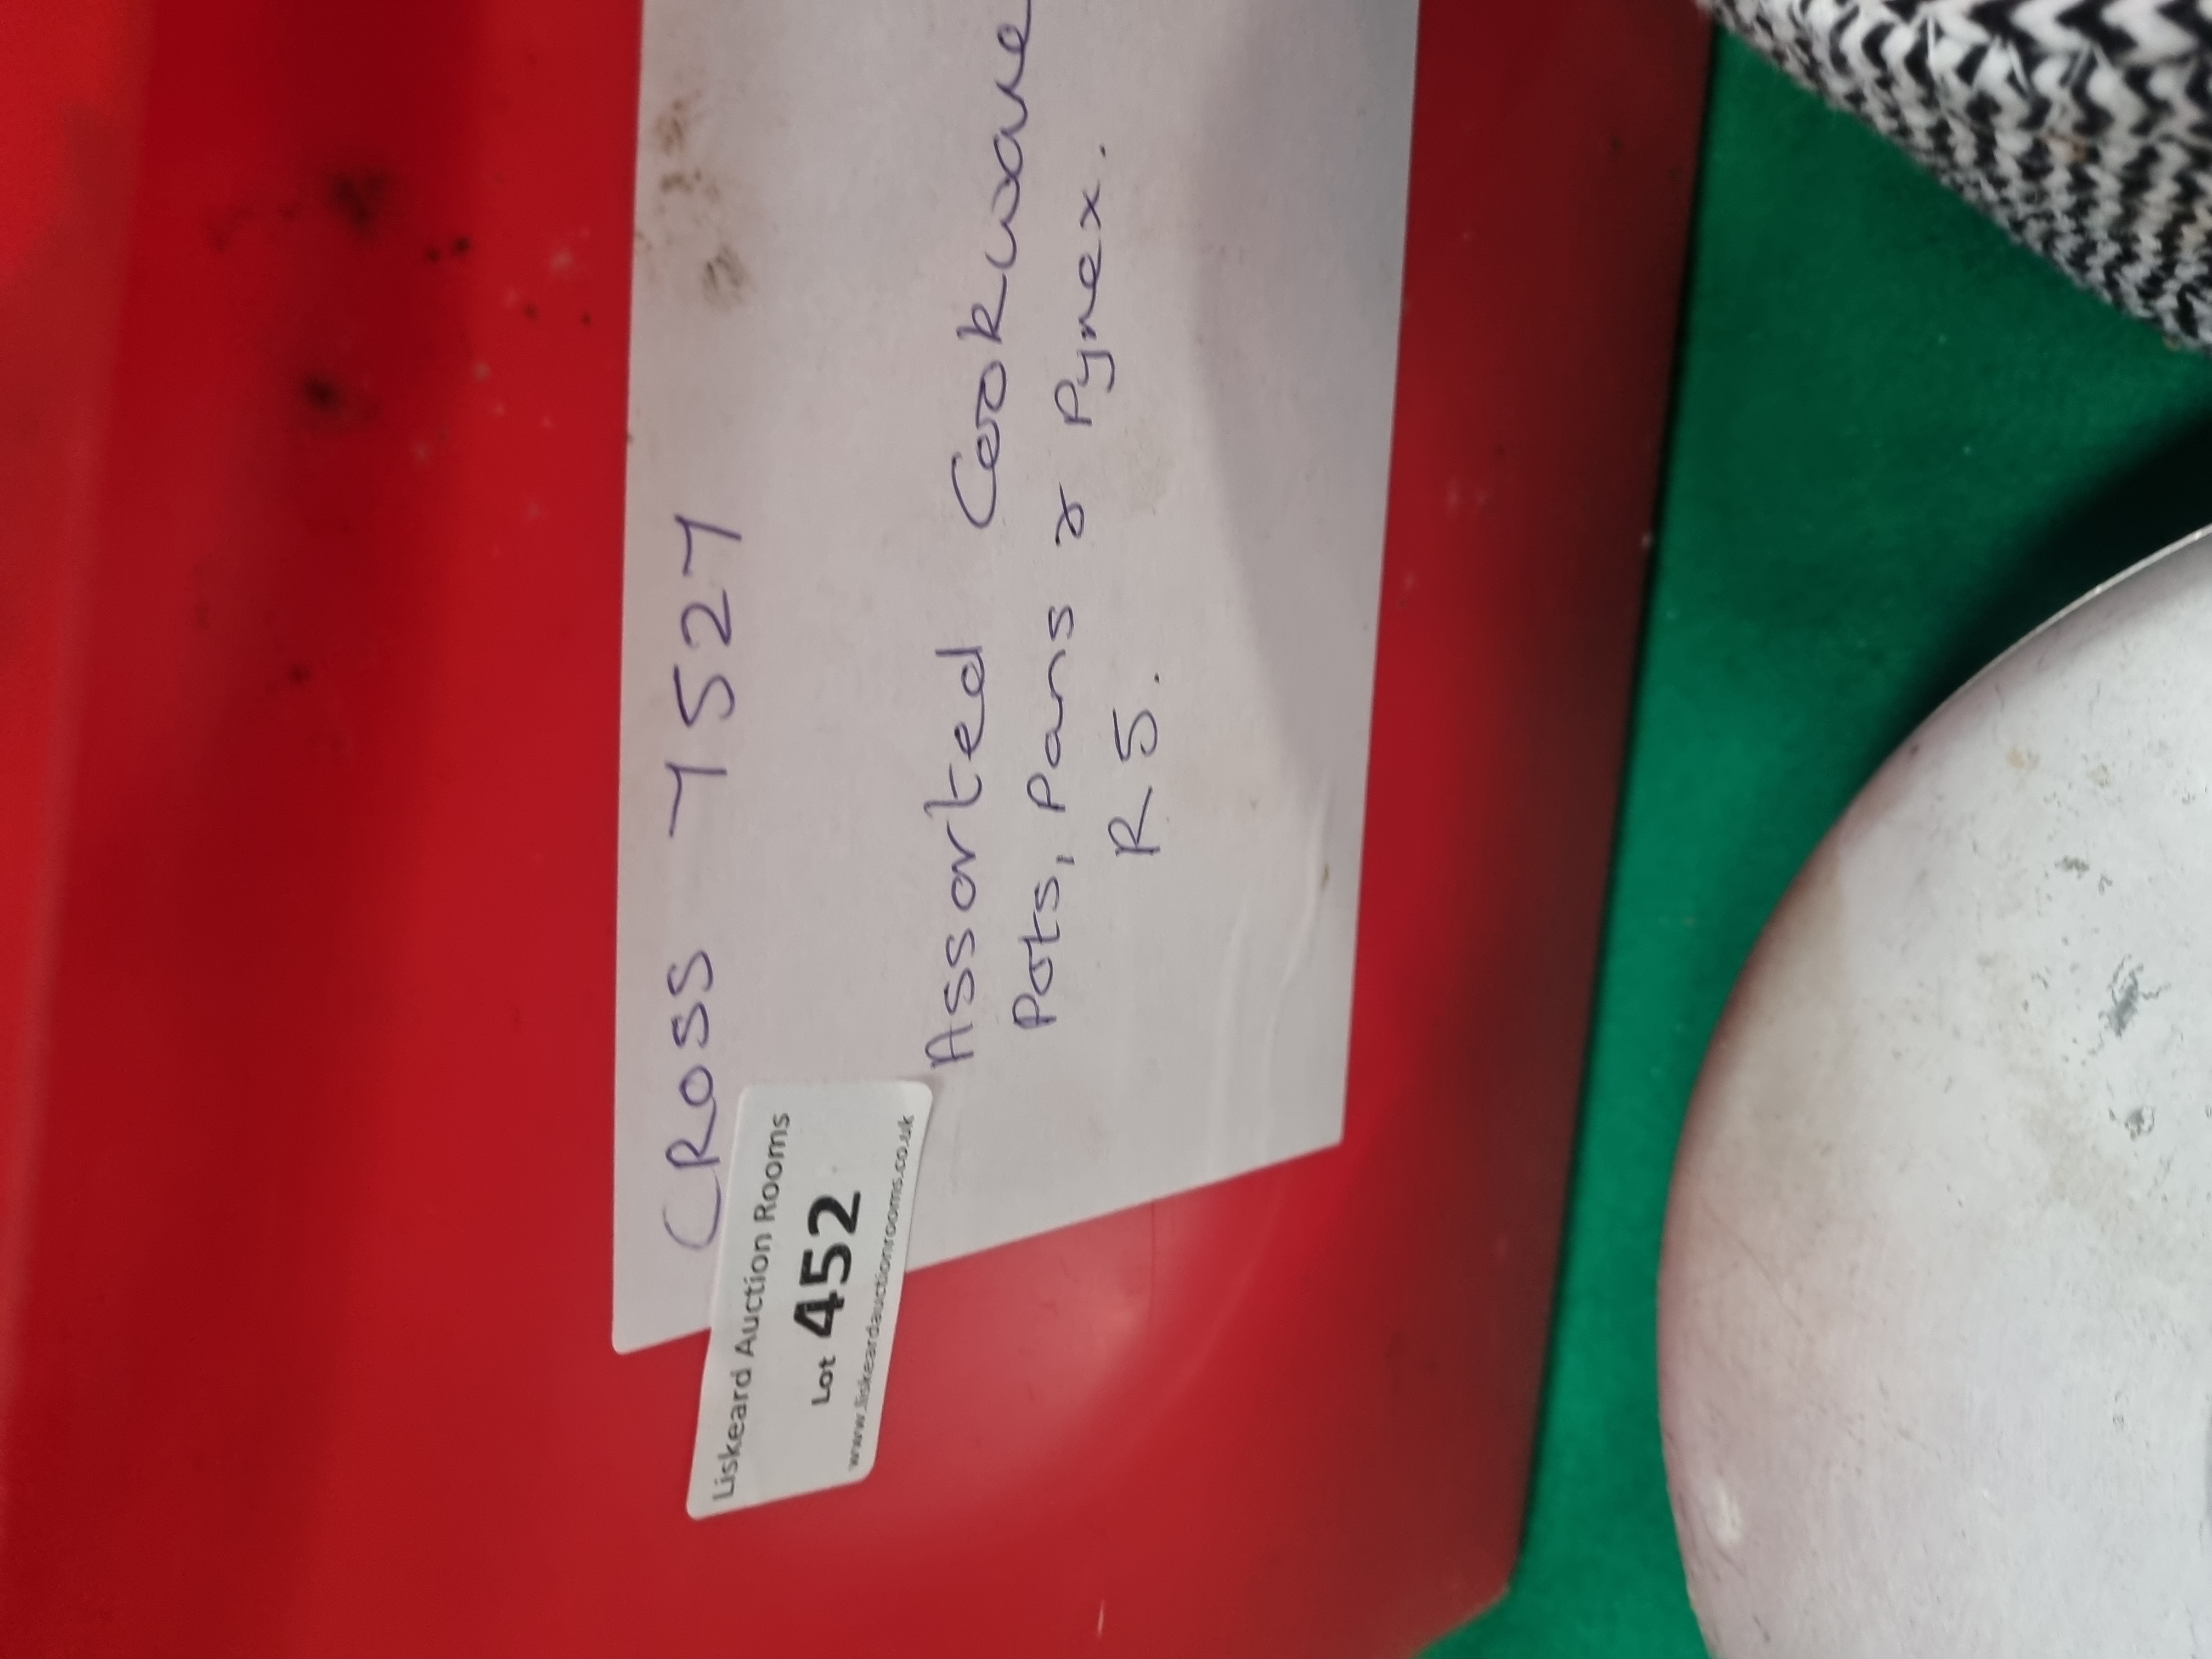 CROSS 7527
Assorted Cookware
Pots, Pans & Pyrex.
R5.
Liskeard Auction Rooms
Lot 452
www.liskeardauctionrooms.co.uk